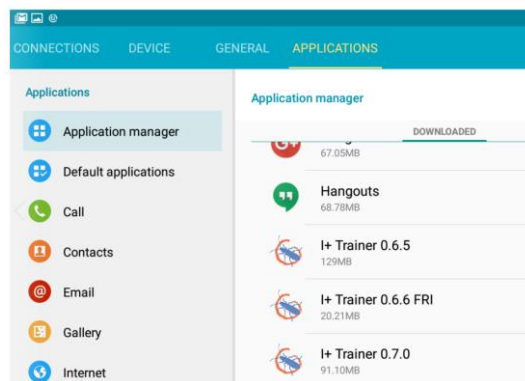 CONNECTIONS DEVICE GENERAL APPLICATIONS
Applications
Application manager
Default applications
Call
Contacts
Email
Gallery
Internet
Application manager
DOWNLOADED
G+
67.05MB
Hangouts
68.78MB
I+ Trainer 0.6.5
129MB
I+ Trainer 0.6.6 FRI
20.21MB
I+ Trainer 0.7.0
91.10MB